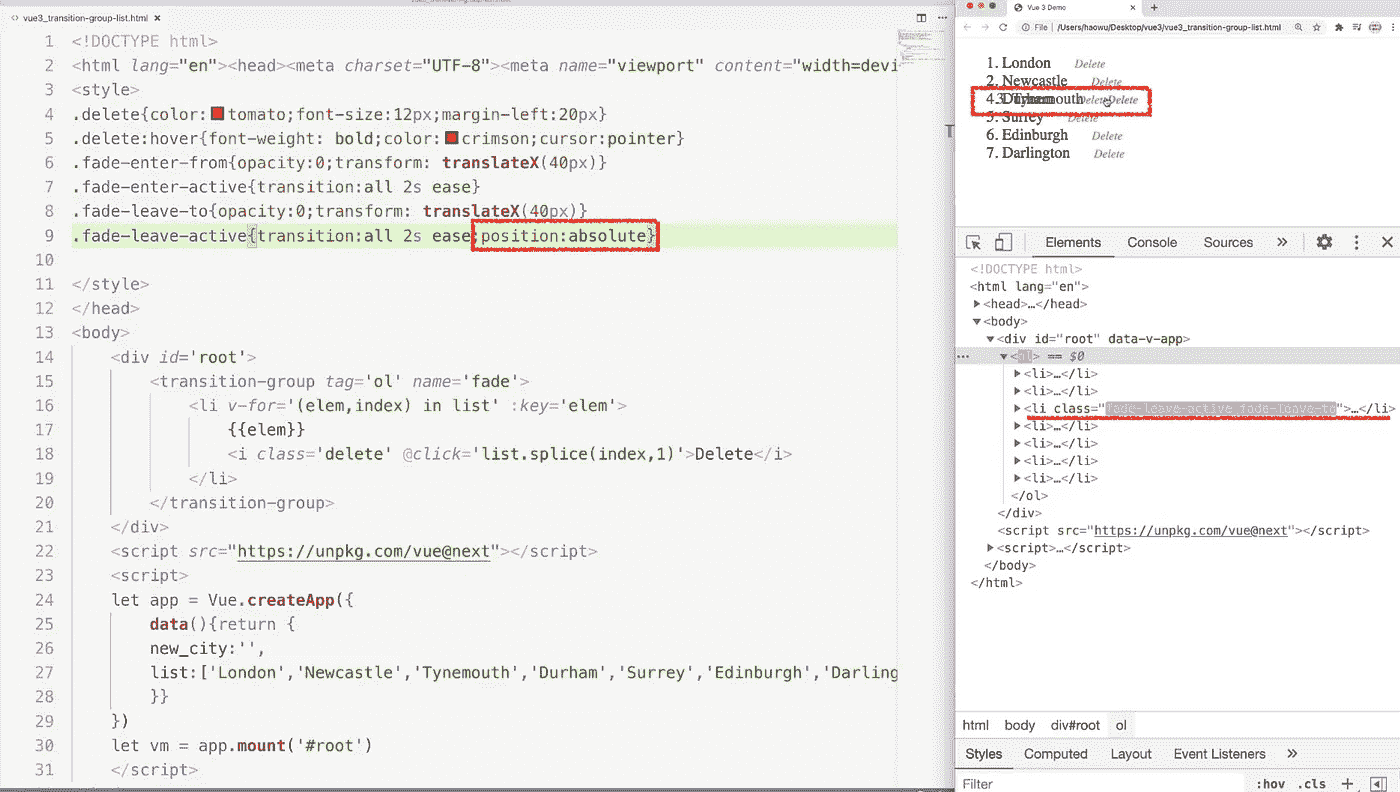 vue3_transition-group-list.html ×
1 <!DOCTYPE html>
2 <html lang="en"><head><meta charset="UTF-8"><meta name="viewport" content="width=devi
3 <style>
4 .delete{color:tomato;font-size:12px;margin-left:20px}
5 .delete:hover{font-weight: bold;color:crimson;cursor:pointer}
6 .fade-enter-from{opacity:0;transform: translateX(40px)}
7 .fade-enter-active{transition:all 2s ease}
8 .fade-leave-to{opacity:0;transform: translateX(40px)}
9 .fade-leave-active{transition:all 2s ease;position:absolute}
10
11 </style>
12 </head>
13 <body>
14 <div id='root'>
15 <transition-group tag='ol' name='fade'>
16 <li v-for='(elem,index) in list' :key='elem'>
17 {{elem}}
18 <i class='delete' @click='list.splice(index,1)'>Delete</i>
19 </li>
20 </transition-group>
21 </div>
22 <script src="https://unpkg.com/vue@next"></script>
23 <script>
24 let app = Vue.createApp({
25 data(){return {
26 new_city:'',
27 list:['London','Newcastle','Tynemouth','Durham','Surrey','Edinburgh','Darling
28 }}
29 })
30 let vm = app.mount('#root')
31 </script>
Vue 3 Demo
File | /Users/haowu/Desktop/vue3/vue3_transition-group-list.html
1. London Delete
2. Newcastle Delete
Delete
5. Surrey Delete
6. Edinburgh Delete
7. Darlington Delete
Elements Console Sources »
<!DOCTYPE html>
<html lang="en">
<head>…</head>
<body>
<div id="root" data-v-app>
<ol> == $0
<li>…</li>
<li>…</li>
<li class="fade-leave-active fade-leave-to">…</li>
<li>…</li>
<li>…</li>
<li>…</li>
<li>…</li>
</ol>
</div>
<script src="https://unpkg.com/vue@next"></script>
<script>…</script>
</body>
</html>
html body div#root ol
Styles Computed Layout Event Listeners »
Filter :hov .cls +